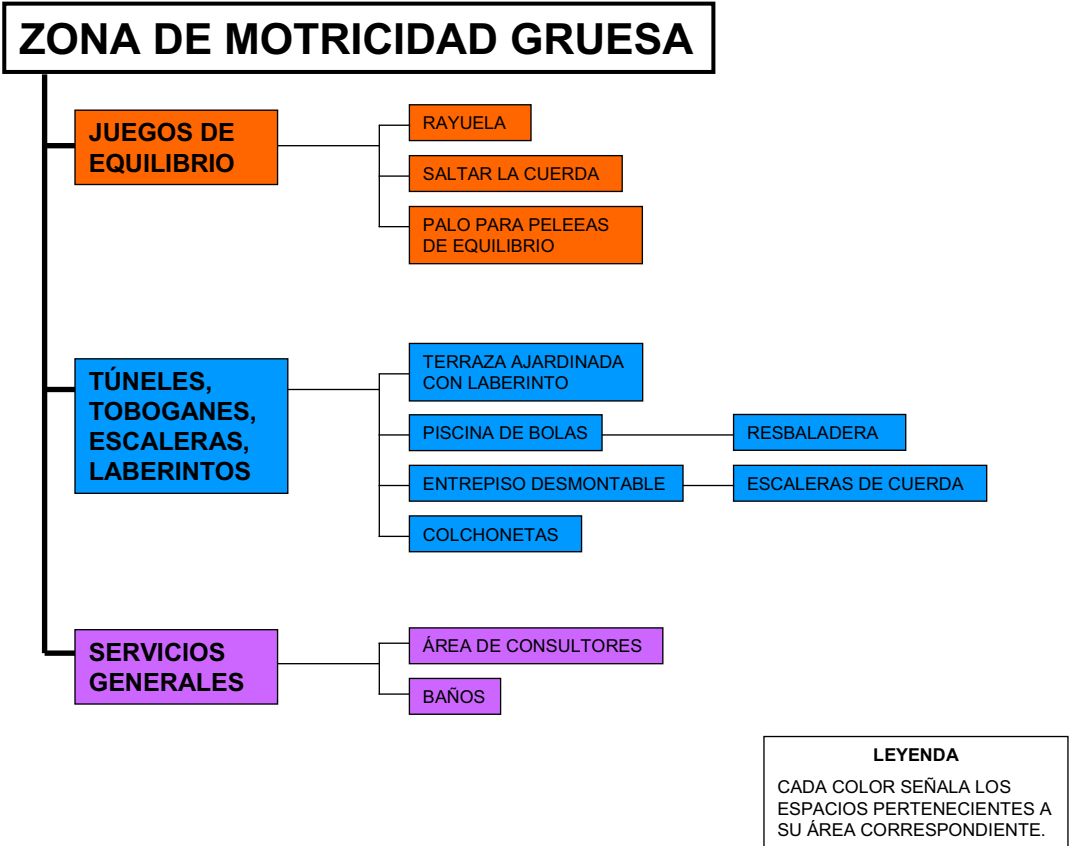 ZONA DE MOTRICIDAD GRUESA
JUEGOS DE
EQUILIBRIO
RAYUELA
SALTAR LA CUERDA
PALO PARA PELEEAS
DE EQUILIBRIO
TÚNELES,
TOBOGANES,
ESCALERAS,
LABERINTOS
TERRAZA AJARDINADA
CON LABERINTO
PISCINA DE BOLAS
RESBALADERA
ENTREPISO DESMONTABLE
ESCALERAS DE CUERDA
COLCHONETAS
SERVICIOS
GENERALES
ÁREA DE CONSULTORES
BAÑOS
LEYENDA
CADA COLOR SEÑALA LOS
ESPACIOS PERTENECIENTES A
SU ÁREA CORRESPONDIENTE.